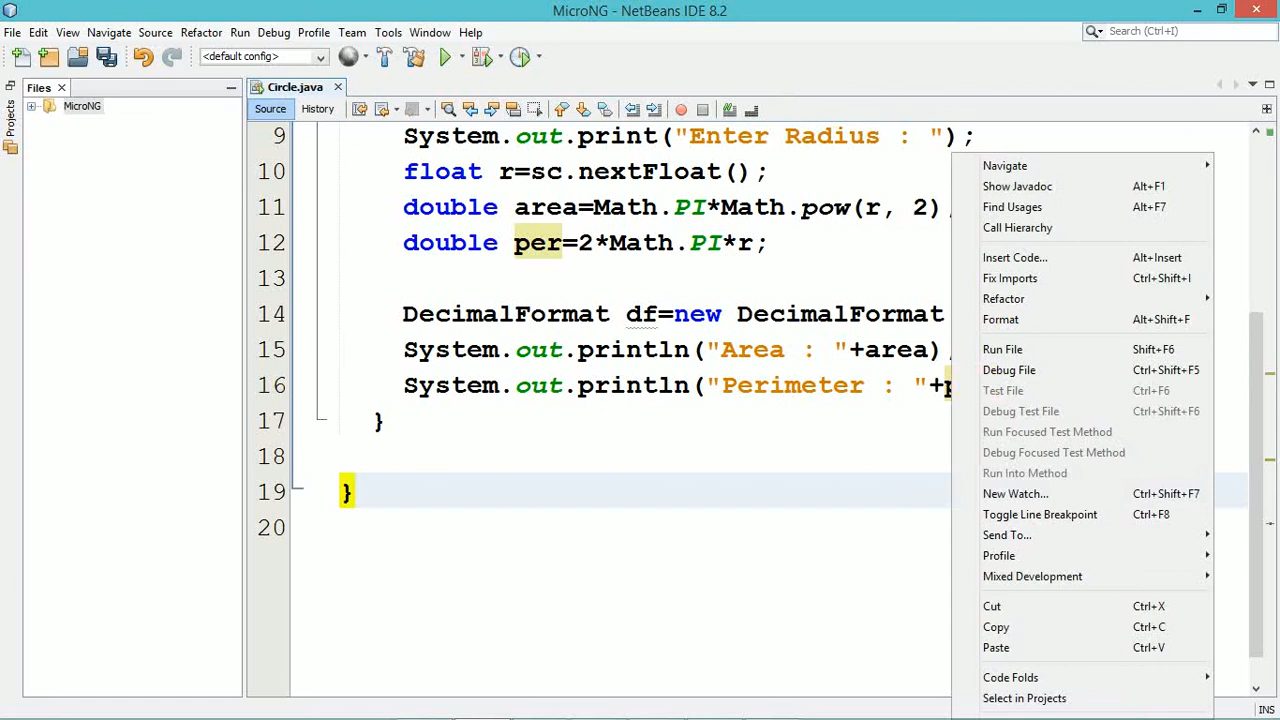 MicroNG - NetBeans IDE 8.2
File Edit View Navigate Source Refactor Run Debug Profile Team Tools Window Help
Search (Ctrl+I)
<default config>
Files
Circle.java
Projects
MicroNG
Source History
9 System.out.print("Enter Radius : ");
10 float r=sc.nextFloat();
11 double area=Math.PI*Math.pow(r, 2)
12 double per=2*Math.PI*r;
13
14 DecimalFormat df=new DecimalFormat
15 System.out.println("Area : "+area)
16 System.out.println("Perimeter : "+
17 }
18
19 }
20
Navigate
Show Javadoc Alt+F1
Find Usages Alt+F7
Call Hierarchy
Insert Code... Alt+Insert
Fix Imports Ctrl+Shift+I
Refactor
Format Alt+Shift+F
Run File Shift+F6
Debug File Ctrl+Shift+F5
Test File Ctrl+F6
Debug Test File Ctrl+Shift+F6
Run Focused Test Method
Debug Focused Test Method
Run Into Method
New Watch... Ctrl+Shift+F7
Toggle Line Breakpoint Ctrl+F8
Send To...
Profile
Mixed Development
Cut Ctrl+X
Copy Ctrl+C
Paste Ctrl+V
Code Folds
Select in Projects
INS